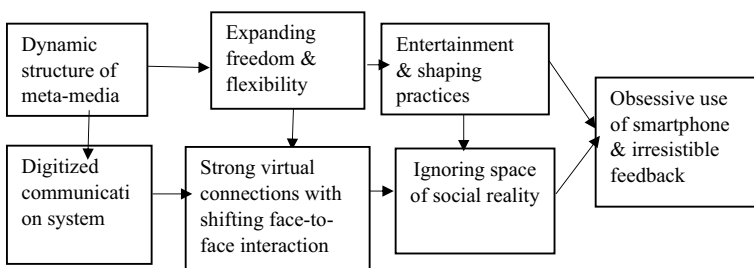 Dynamic
structure of
meta-media
Expanding
freedom &
flexibility
Entertainment
& shaping
practices
Obsessive use
of smartphone
& irresistible
feedback
Digitized
communicati
on system
Strong virtual
connections with
shifting face-to-
face interaction
Ignoring space
of social reality